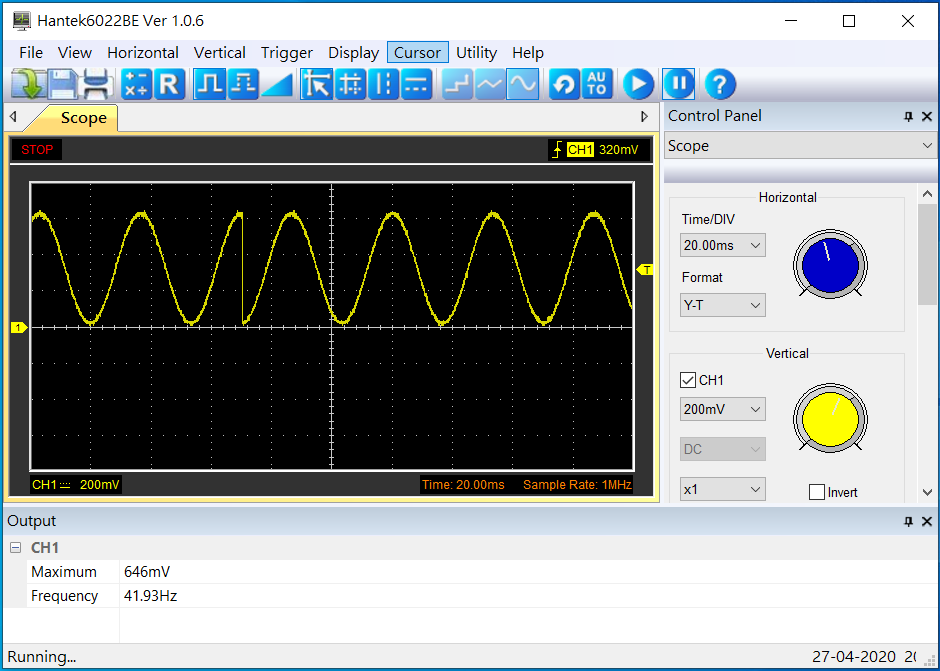 Hantek6022BE Ver 1.0.6
File View Horizontal Vertical Trigger Display Cursor Utility Help
R AU TO ?
Scope
Control Panel
STOP
CH1 320mV
Scope
Horizontal
Time/DIV
20.00ms
T
Format
Y-T
1
Vertical
CH1
200mV
DC
x1
Invert
CH1 200mV
Time: 20.00ms Sample Rate: 1MHz
Output
CH1
Maximum 646mV
Frequency 41.93Hz
Running...
27-04-2020